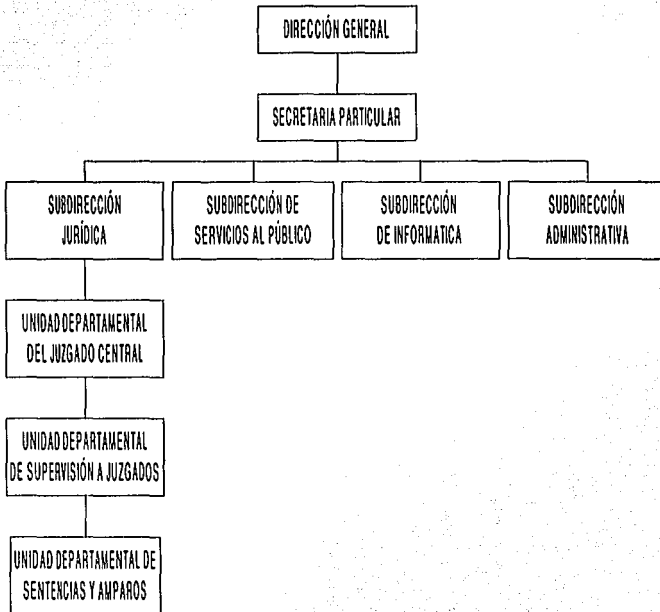 DIRECCIÓN GENERAL
SECRETARIA PARTICULAR
SUBDIRECCIÓN
JURÍDICA
SUBDIRECCIÓN DE
SERVICIOS AL PÚBLICO
SUBDIRECCIÓN
DE INFORMATICA
SUBDIRECCIÓN
ADMINISTRATIVA
UNIDAD DEPARTAMENTAL
DEL JUZGADO CENTRAL
UNIDAD DEPARTAMENTAL
DE SUPERVISIÓN A JUZGADOS
UNIDAD DEPARTAMENTAL DE
SENTENCIAS Y AMPAROS